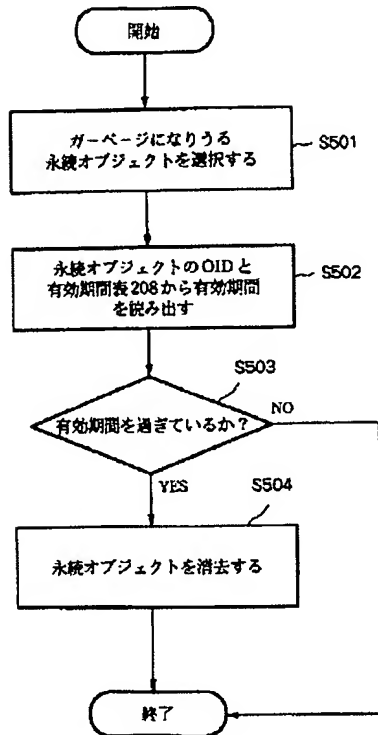 開始
ガーベージになりうる
永続オブジェクトを選択する
S501
永続オブジェクトのOIDと
有効期間表208から有効期間
を読み出す
S502
S503
有効期間を過ぎているか？
NO
YES
S504
永続オブジェクトを消去する
終了